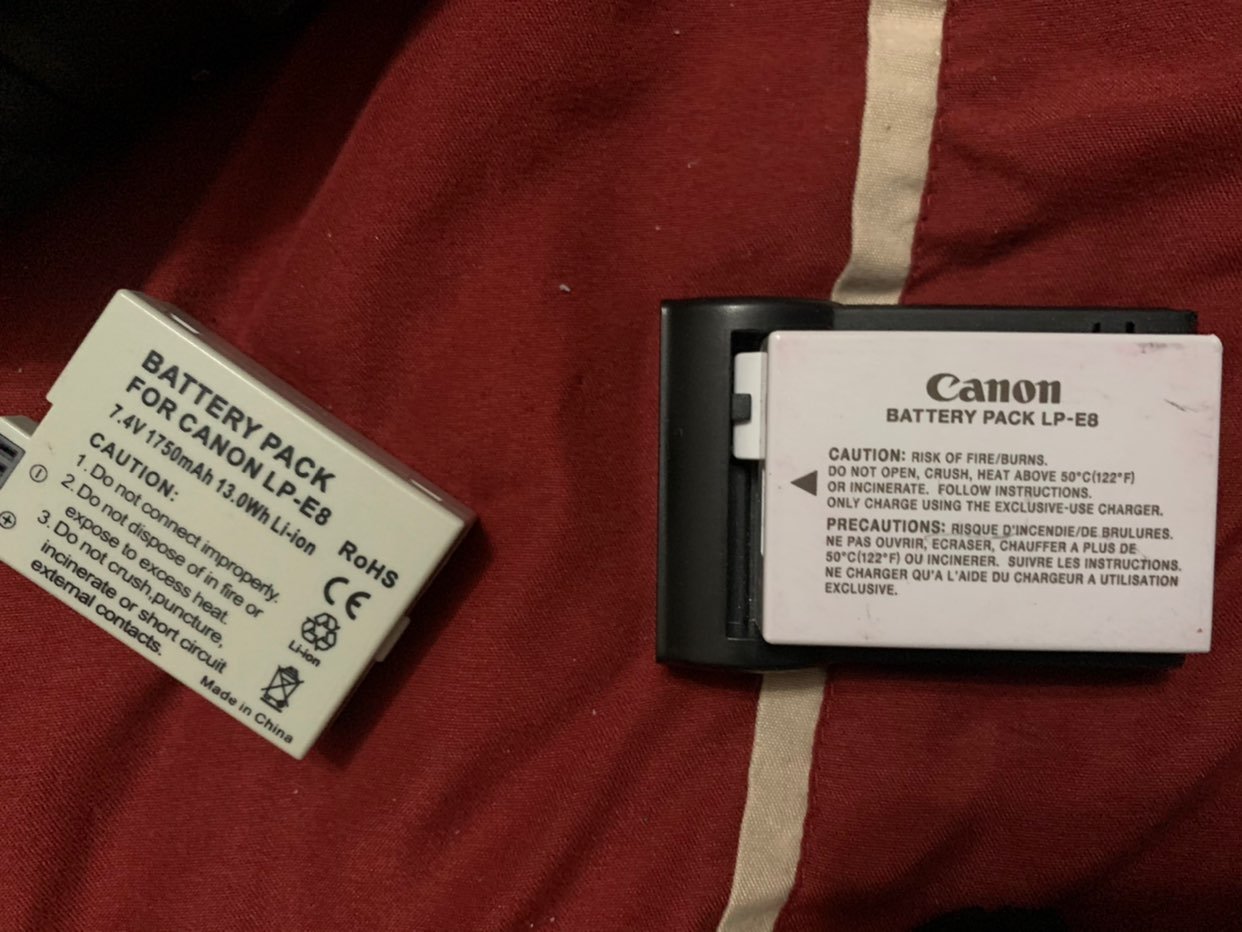 BATTERY PACK
FOR CANON LP-E8
7.4V 1750mAh 13.0Wh Li-ion
CAUTION:
1. Do not connect improperly.
2. Do not dispose of in fire or
expose to excess heat.
3. Do not crush,puncture,
incinerate or short circuit
external contacts.
RoHS
CE
Li-ion
Made in China
Canon
BATTERY PACK LP-E8
CAUTION: RISK OF FIRE/BURNS.
DO NOT OPEN, CRUSH, HEAT ABOVE 50°C(122°F)
OR INCINERATE. FOLLOW INSTRUCTIONS.
ONLY CHARGE USING THE EXCLUSIVE-USE CHARGER.
PRECAUTIONS: RISQUE D'INCENDIE/DE BRULURES.
NE PAS OUVRIR, ECRASER, CHAUFFER A PLUS DE
50°C(122°F) OU INCINERER. SUIVRE LES INSTRUCTIONS.
NE CHARGER QU'A L'AIDE DU CHARGEUR A UTILISATION
EXCLUSIVE.